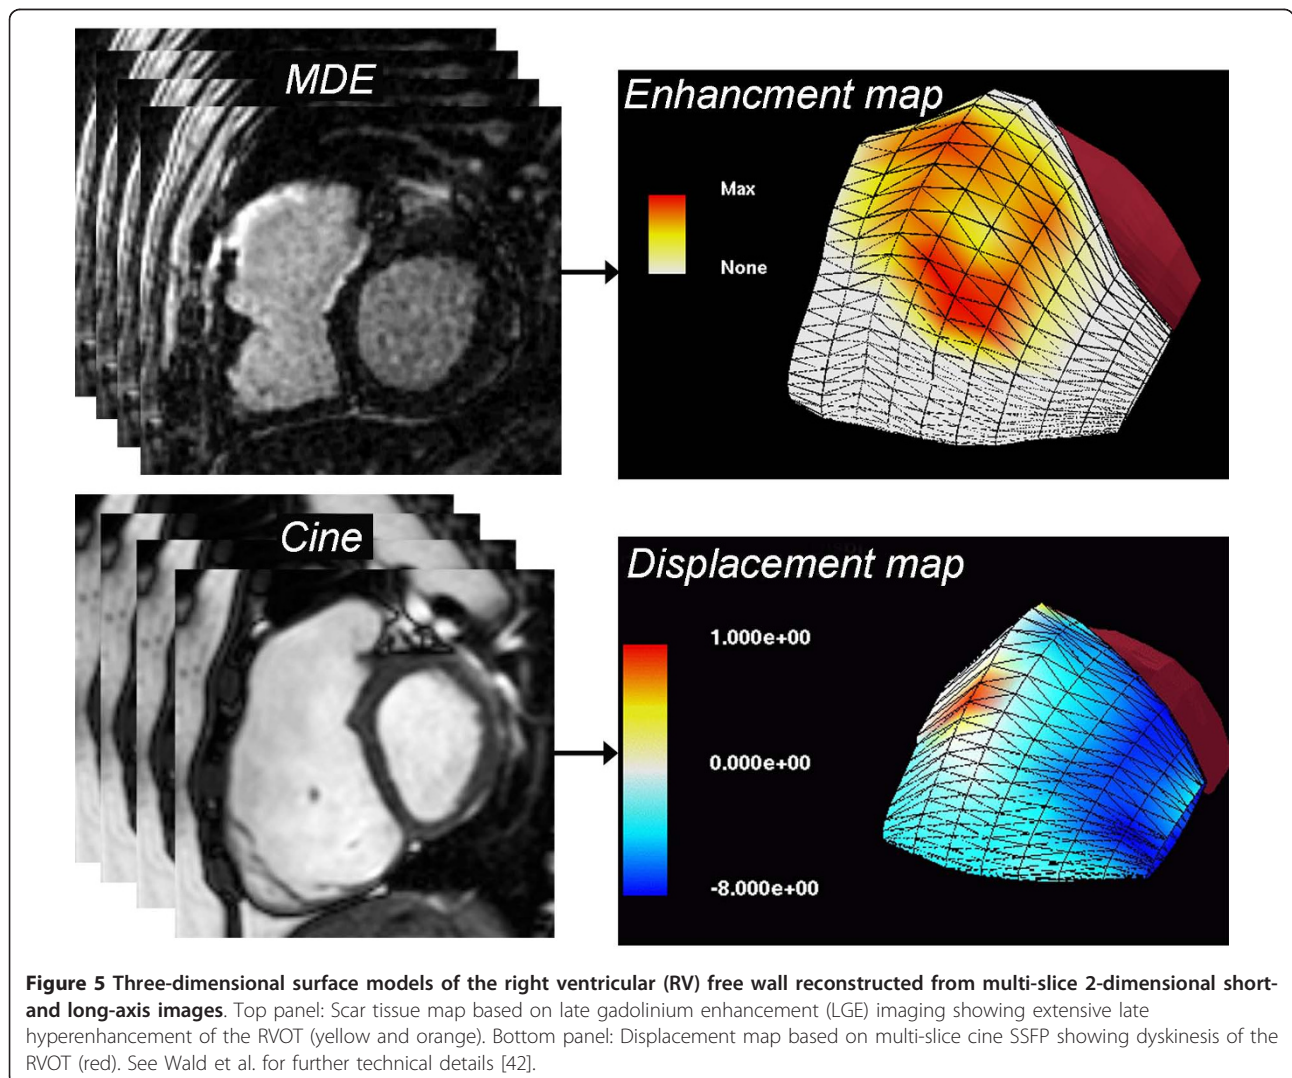 MDE
Enhancment map
Max
None
Cine
Displacement map
1.000e+00
0.000e+00
-8.000e+00
Figure 5 Three-dimensional surface models of the right ventricular (RV) free wall reconstructed from multi-slice 2-dimensional short-
and long-axis images. Top panel: Scar tissue map based on late gadolinium enhancement (LGE) imaging showing extensive late
hyperenhancement of the RVOT (yellow and orange). Bottom panel: Displacement map based on multi-slice cine SSFP showing dyskinesis of the
RVOT (red). See Wald et al. for further technical details [42].